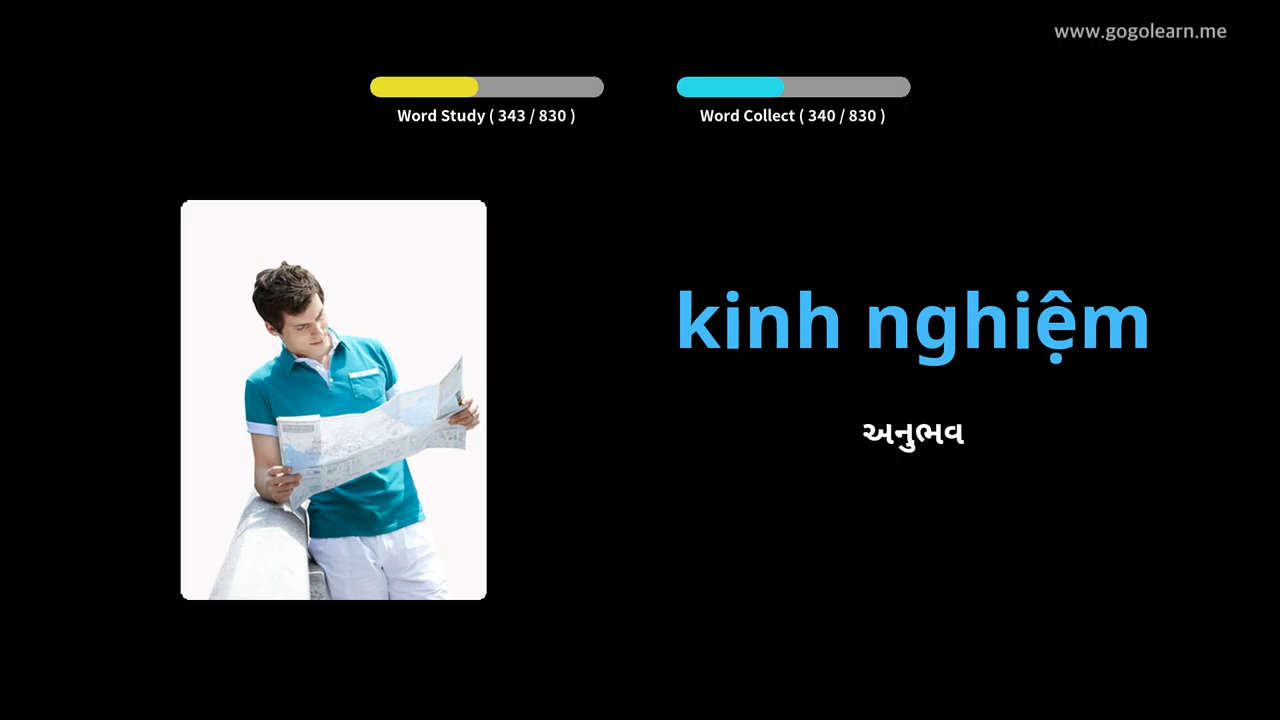 www.gogolearn.me
Word Study ( 343 / 830 )
Word Collect ( 340 / 830 )
kinh nghiệm
અનુભવ